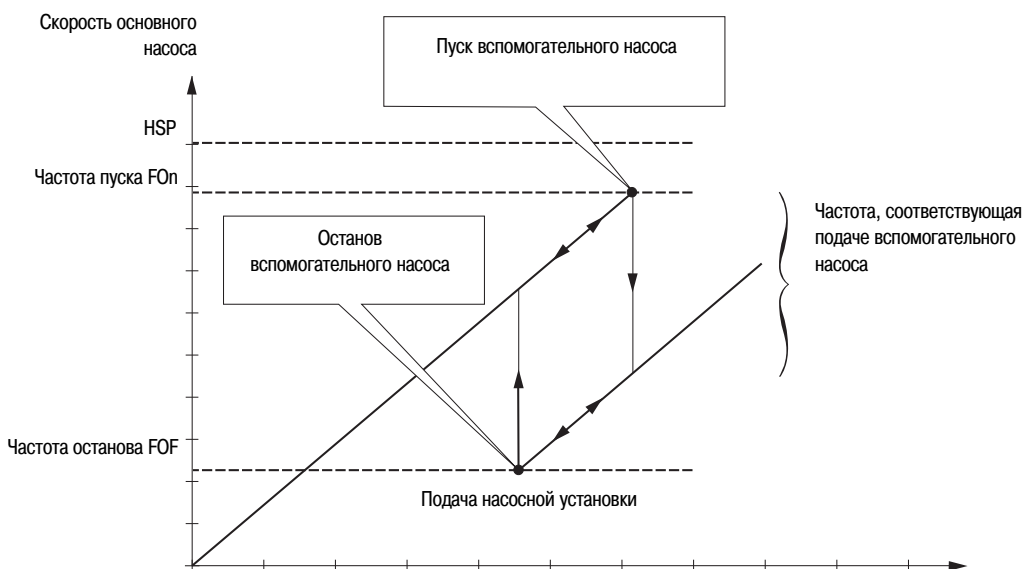 Скорость основного
насоса
Пуск вспомогательного насоса
HSP
Частота пуска FOn
Частота, соответствующая
подаче вспомогательного
насоса
Останов
вспомогательного насоса
Частота останова FOF
Подача насосной установки